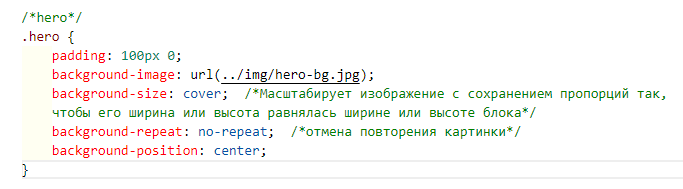 /*hero*/
.hero {
    padding: 100px 0;
    background-image: url(../img/hero-bg.jpg);
    background-size: cover;  /*Масштабирует изображение с сохранением пропорций так,
    чтобы его ширина или высота равнялась ширине или высоте блока*/
    background-repeat: no-repeat;  /*отмена повторения картинки*/
    background-position: center;
}